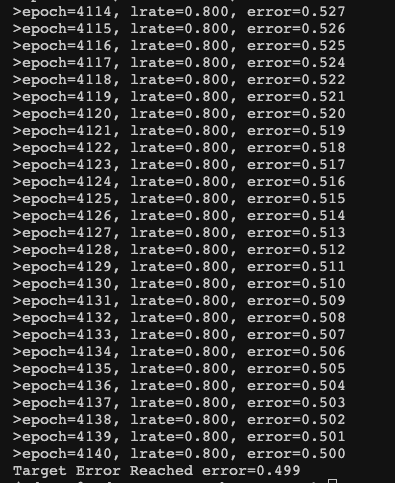 >epoch=4114, lrate=0.800, error=0.527
>epoch=4115, lrate=0.800, error=0.526
>epoch=4116, lrate=0.800, error=0.525
>epoch=4117, lrate=0.800, error=0.524
>epoch=4118, lrate=0.800, error=0.522
>epoch=4119, lrate=0.800, error=0.521
>epoch=4120, lrate=0.800, error=0.520
>epoch=4121, lrate=0.800, error=0.519
>epoch=4122, lrate=0.800, error=0.518
>epoch=4123, lrate=0.800, error=0.517
>epoch=4124, lrate=0.800, error=0.516
>epoch=4125, lrate=0.800, error=0.515
>epoch=4126, lrate=0.800, error=0.514
>epoch=4127, lrate=0.800, error=0.513
>epoch=4128, lrate=0.800, error=0.512
>epoch=4129, lrate=0.800, error=0.511
>epoch=4130, lrate=0.800, error=0.510
>epoch=4131, lrate=0.800, error=0.509
>epoch=4132, lrate=0.800, error=0.508
>epoch=4133, lrate=0.800, error=0.507
>epoch=4134, lrate=0.800, error=0.506
>epoch=4135, lrate=0.800, error=0.505
>epoch=4136, lrate=0.800, error=0.504
>epoch=4137, lrate=0.800, error=0.503
>epoch=4138, lrate=0.800, error=0.502
>epoch=4139, lrate=0.800, error=0.501
>epoch=4140, lrate=0.800, error=0.500
Target Error Reached error=0.499